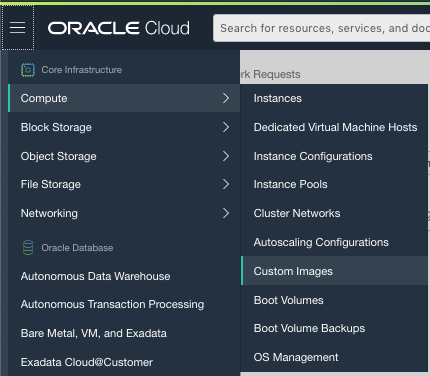 ORACLE Cloud
Search for resources, services, and doc
Core Infrastructure
rk Requests
Compute
Block Storage
Object Storage
File Storage
Networking
Oracle Database
Autonomous Data Warehouse
Autonomous Transaction Processing
Bare Metal, VM, and Exadata
Exadata Cloud@Customer
Instances
Dedicated Virtual Machine Hosts
Instance Configurations
Instance Pools
Cluster Networks
Autoscaling Configurations
Custom Images
Boot Volumes
Boot Volume Backups
OS Management